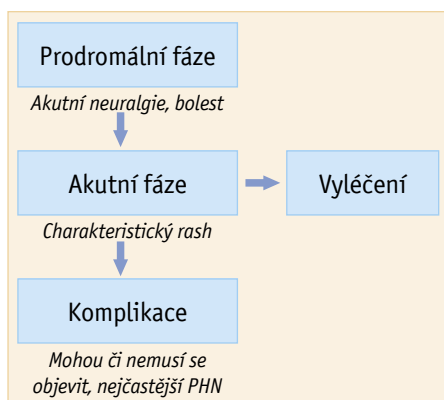 Prodromální fáze
Akutní neuralgie, bolest
Akutní fáze
Vyléčení
Charakteristický rash
Komplikace
Mohou či nemusí se
objevit, nejčastější PHN